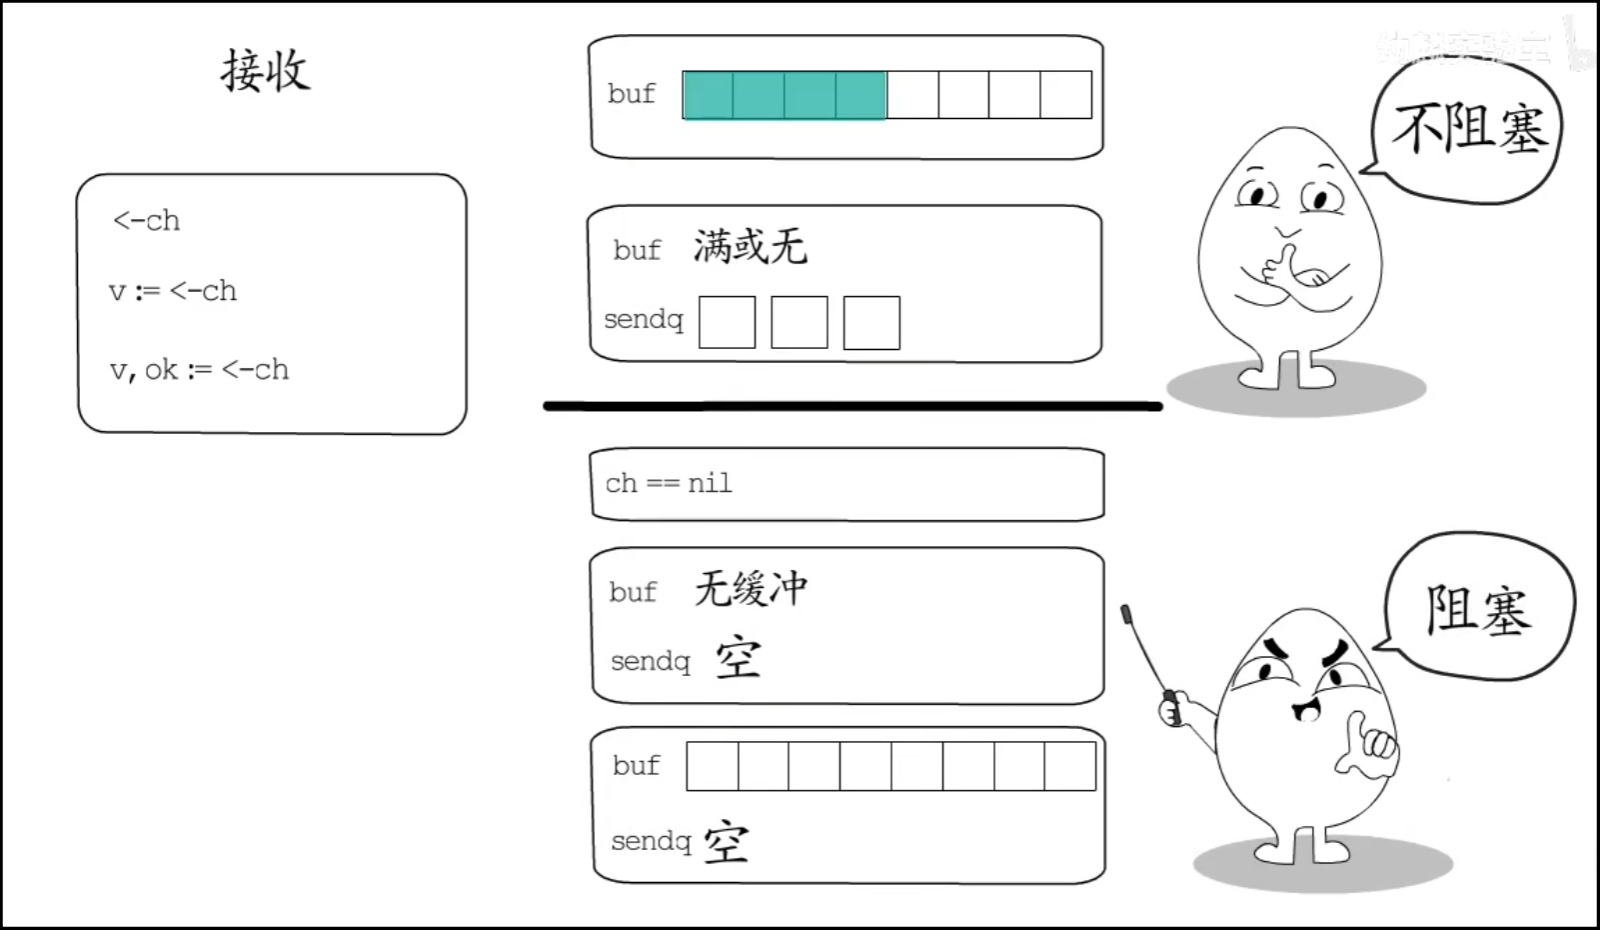 接收
<-ch
v := <-ch
v, ok := <-ch
buf
buf 满或无
sendq
不阻塞
ch == nil
buf 无缓冲
sendq 空
buf
sendq 空
阻塞